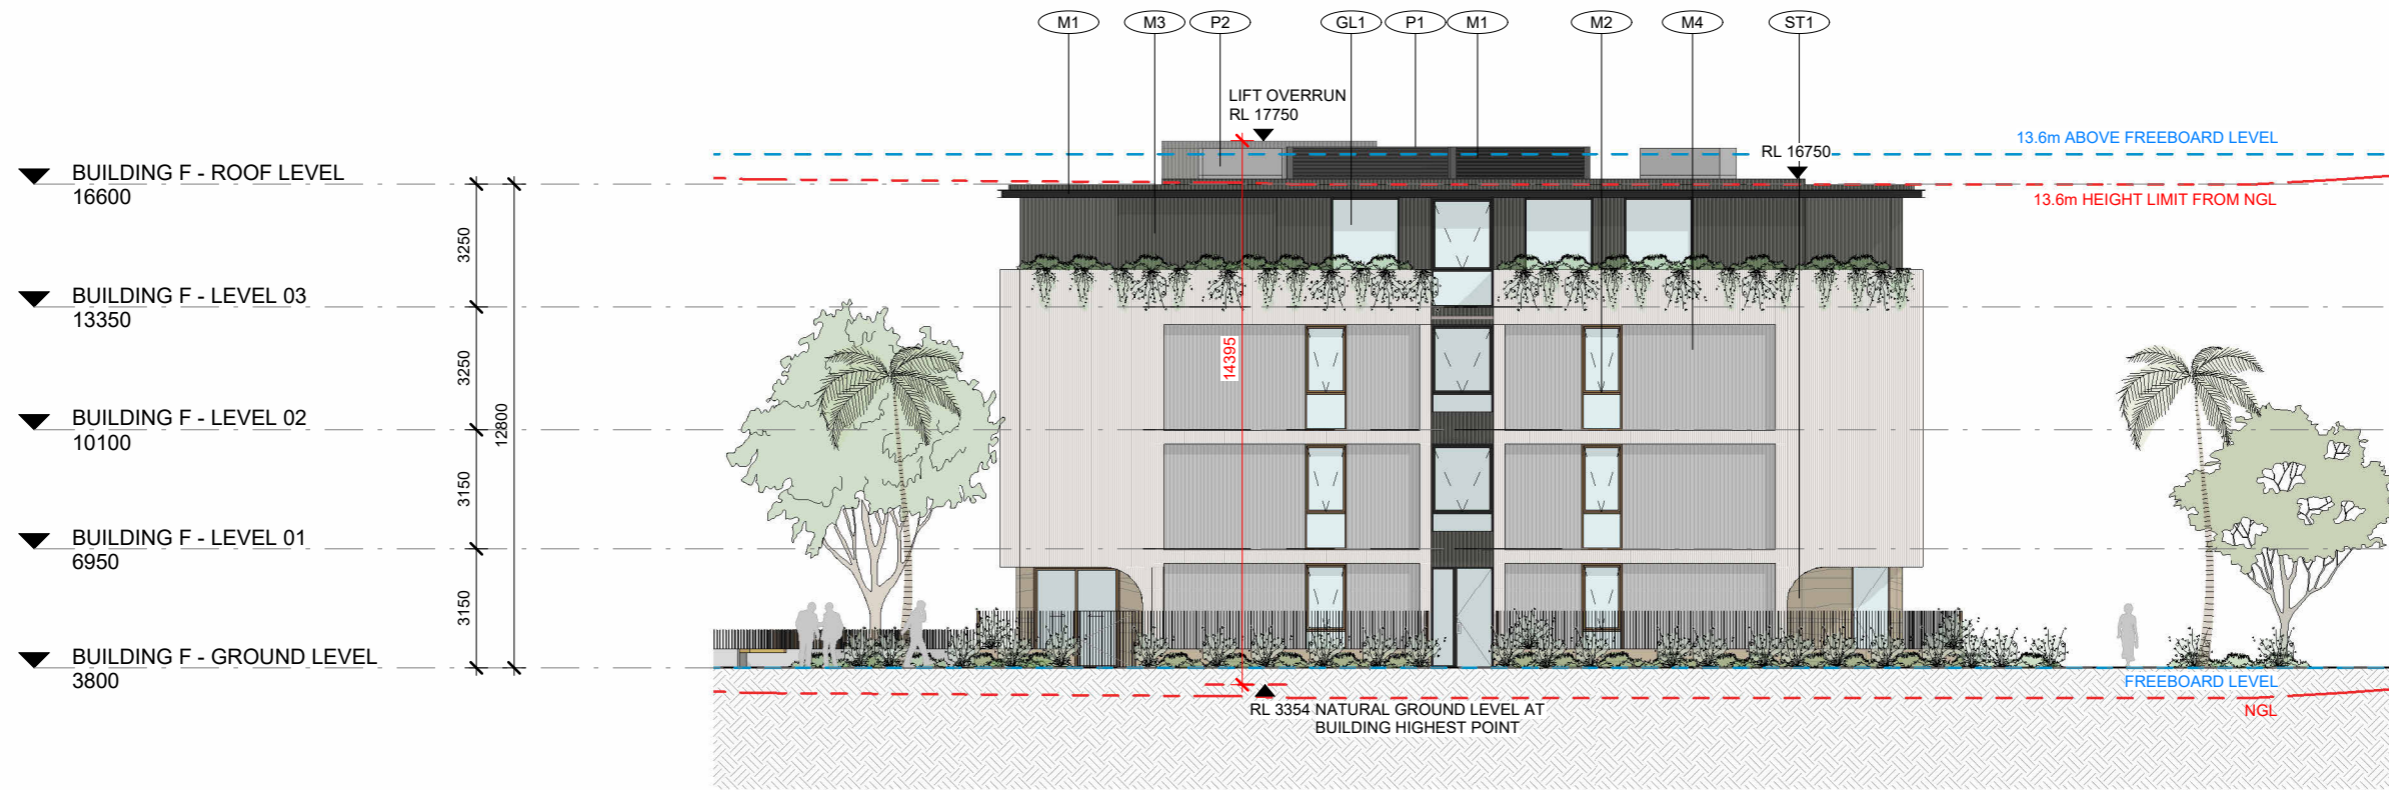 M1 M3 P2 GL1 P1 M1 M2 M4 ST1
LIFT OVERRUN
RL 17750
13.6m ABOVE FREEBOARD LEVEL
RL 16750
BUILDING F - ROOF LEVEL
16600
13.6m HEIGHT LIMIT FROM NGL
3250
BUILDING F - LEVEL 03
13350
3250
14395
BUILDING F - LEVEL 02
10100
12800
3150
BUILDING F - LEVEL 01
6950
3150
BUILDING F - GROUND LEVEL
3800
FREEBOARD LEVEL
RL 3354 NATURAL GROUND LEVEL AT
BUILDING HIGHEST POINT
NGL